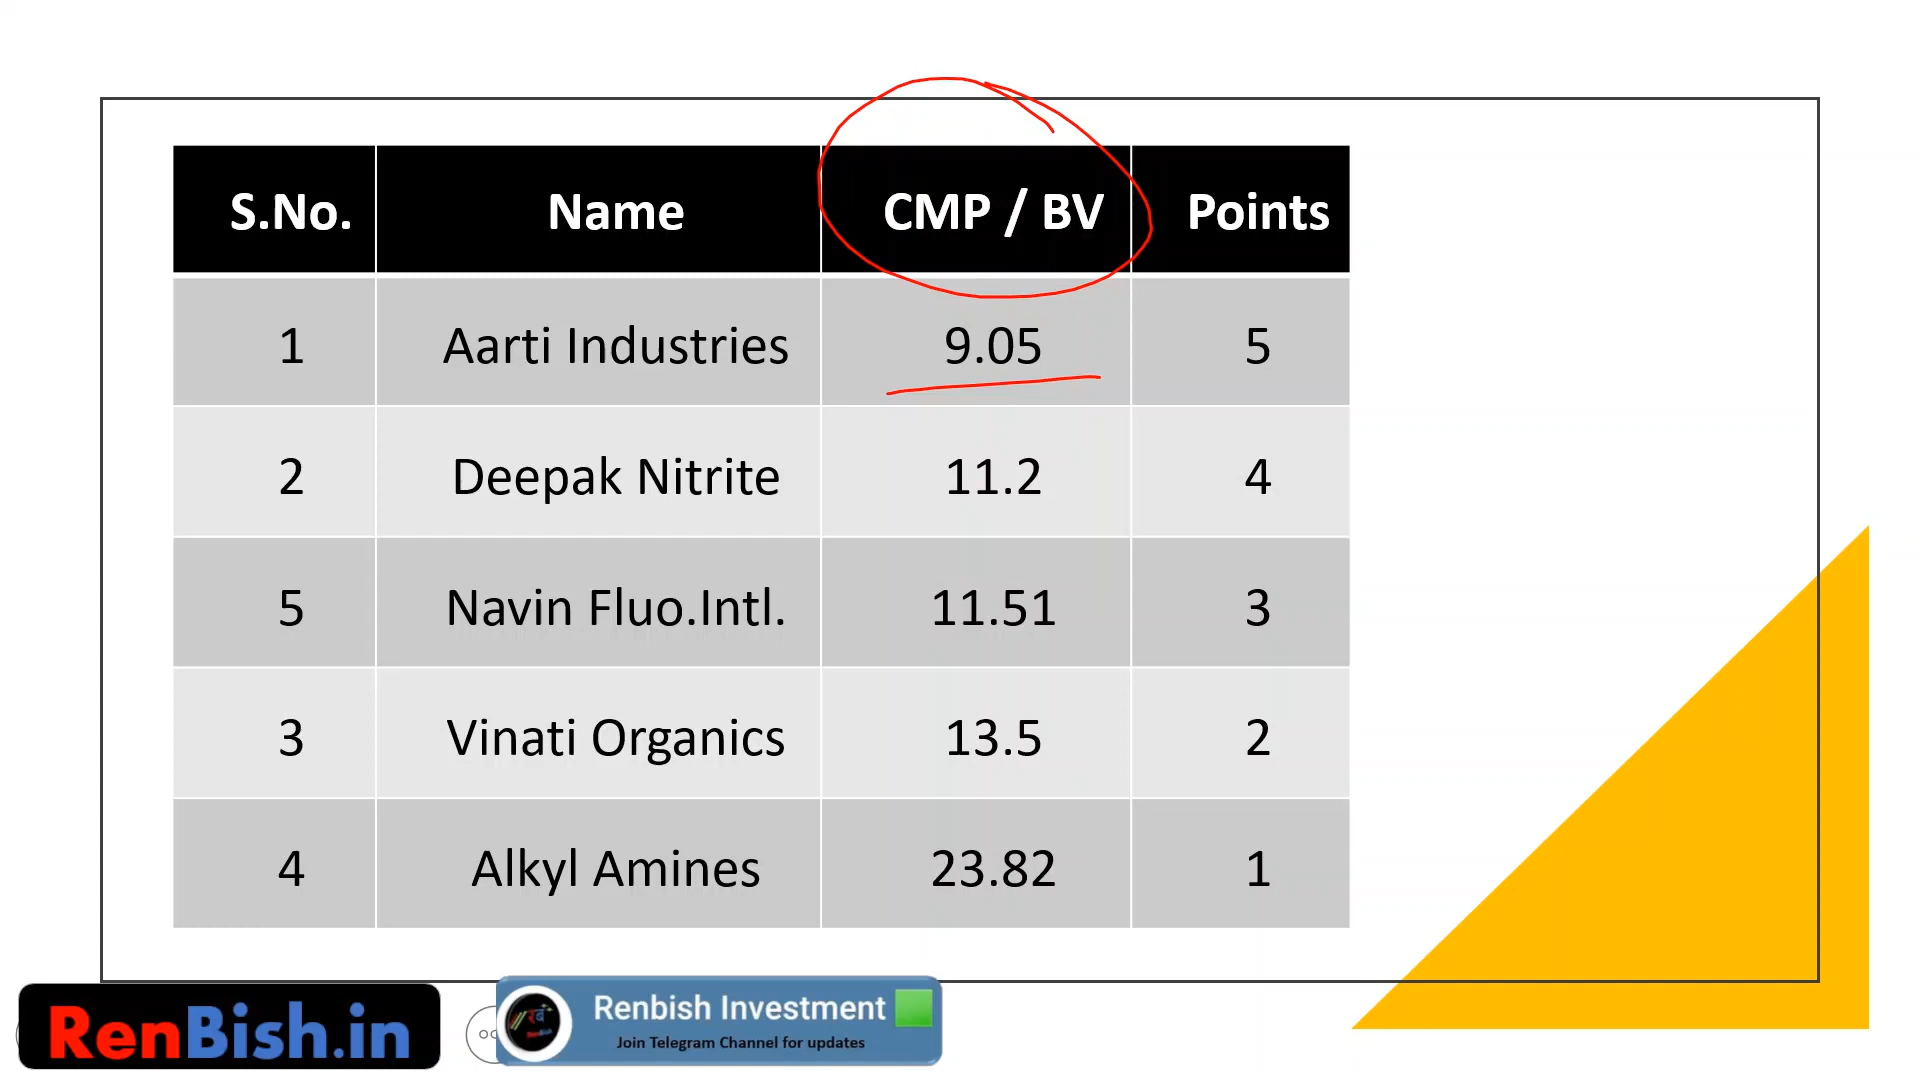 S.No. Name CMP / BV Points
1 Aarti Industries 9.05 5
2 Deepak Nitrite 11.2 4
5 Navin Fluo.Intl. 11.51 3
3 Vinati Organics 13.5 2
4 Alkyl Amines 23.82 1
RenBish.in
Renbish Investment
Join Telegram Channel for updates